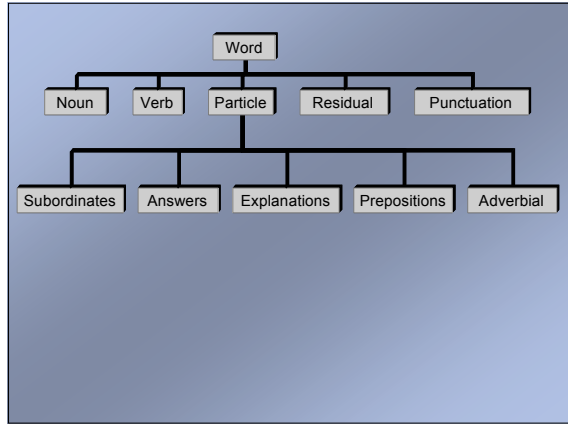 Word
Noun Verb Particle Residual Punctuation
Subordinates Answers Explanations Prepositions Adverbial